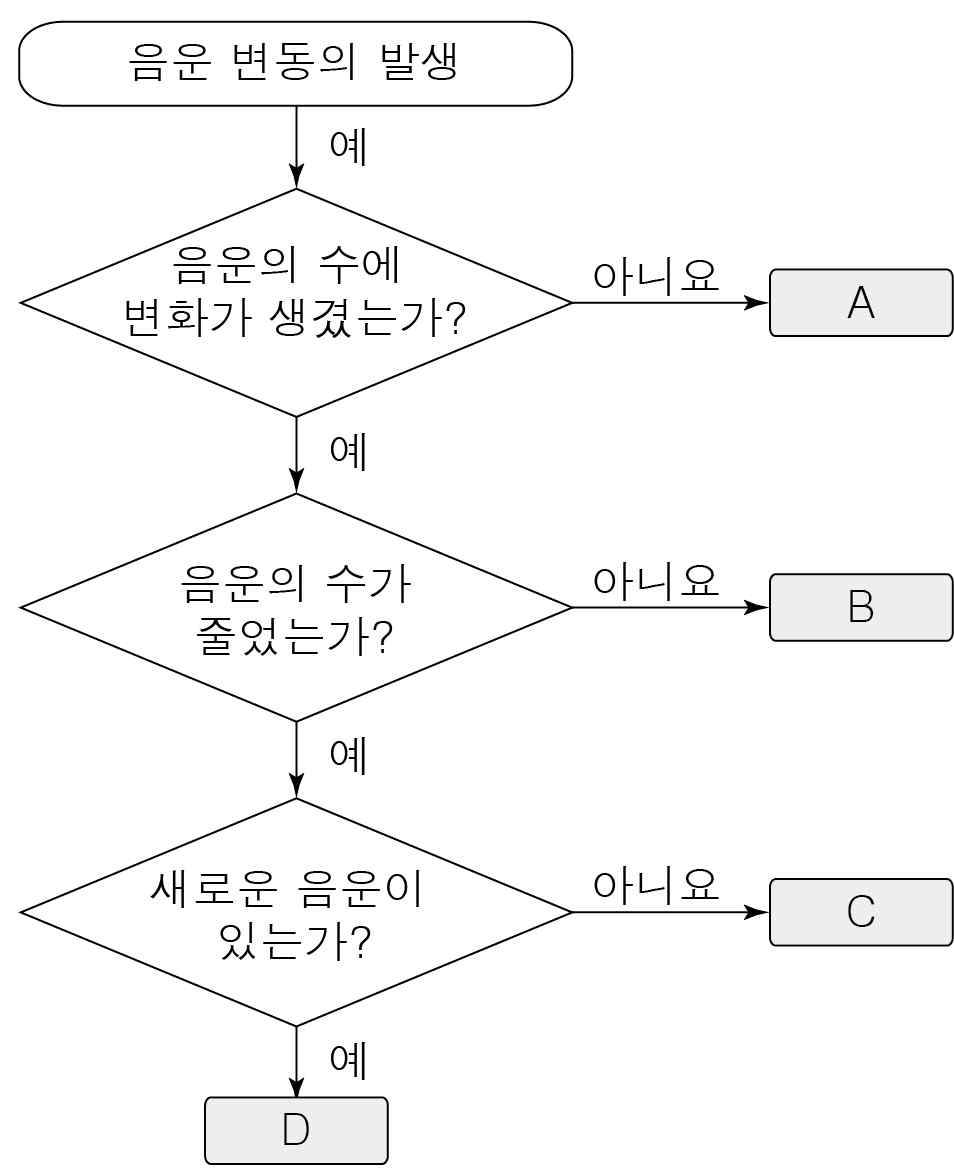 음운 변동의 발생
예
음운의 수에
변화가 생겼는가?
아니요
A
예
음운의 수가
줄었는가?
아니요
B
예
새로운 음운이
있는가?
아니요
C
예
D